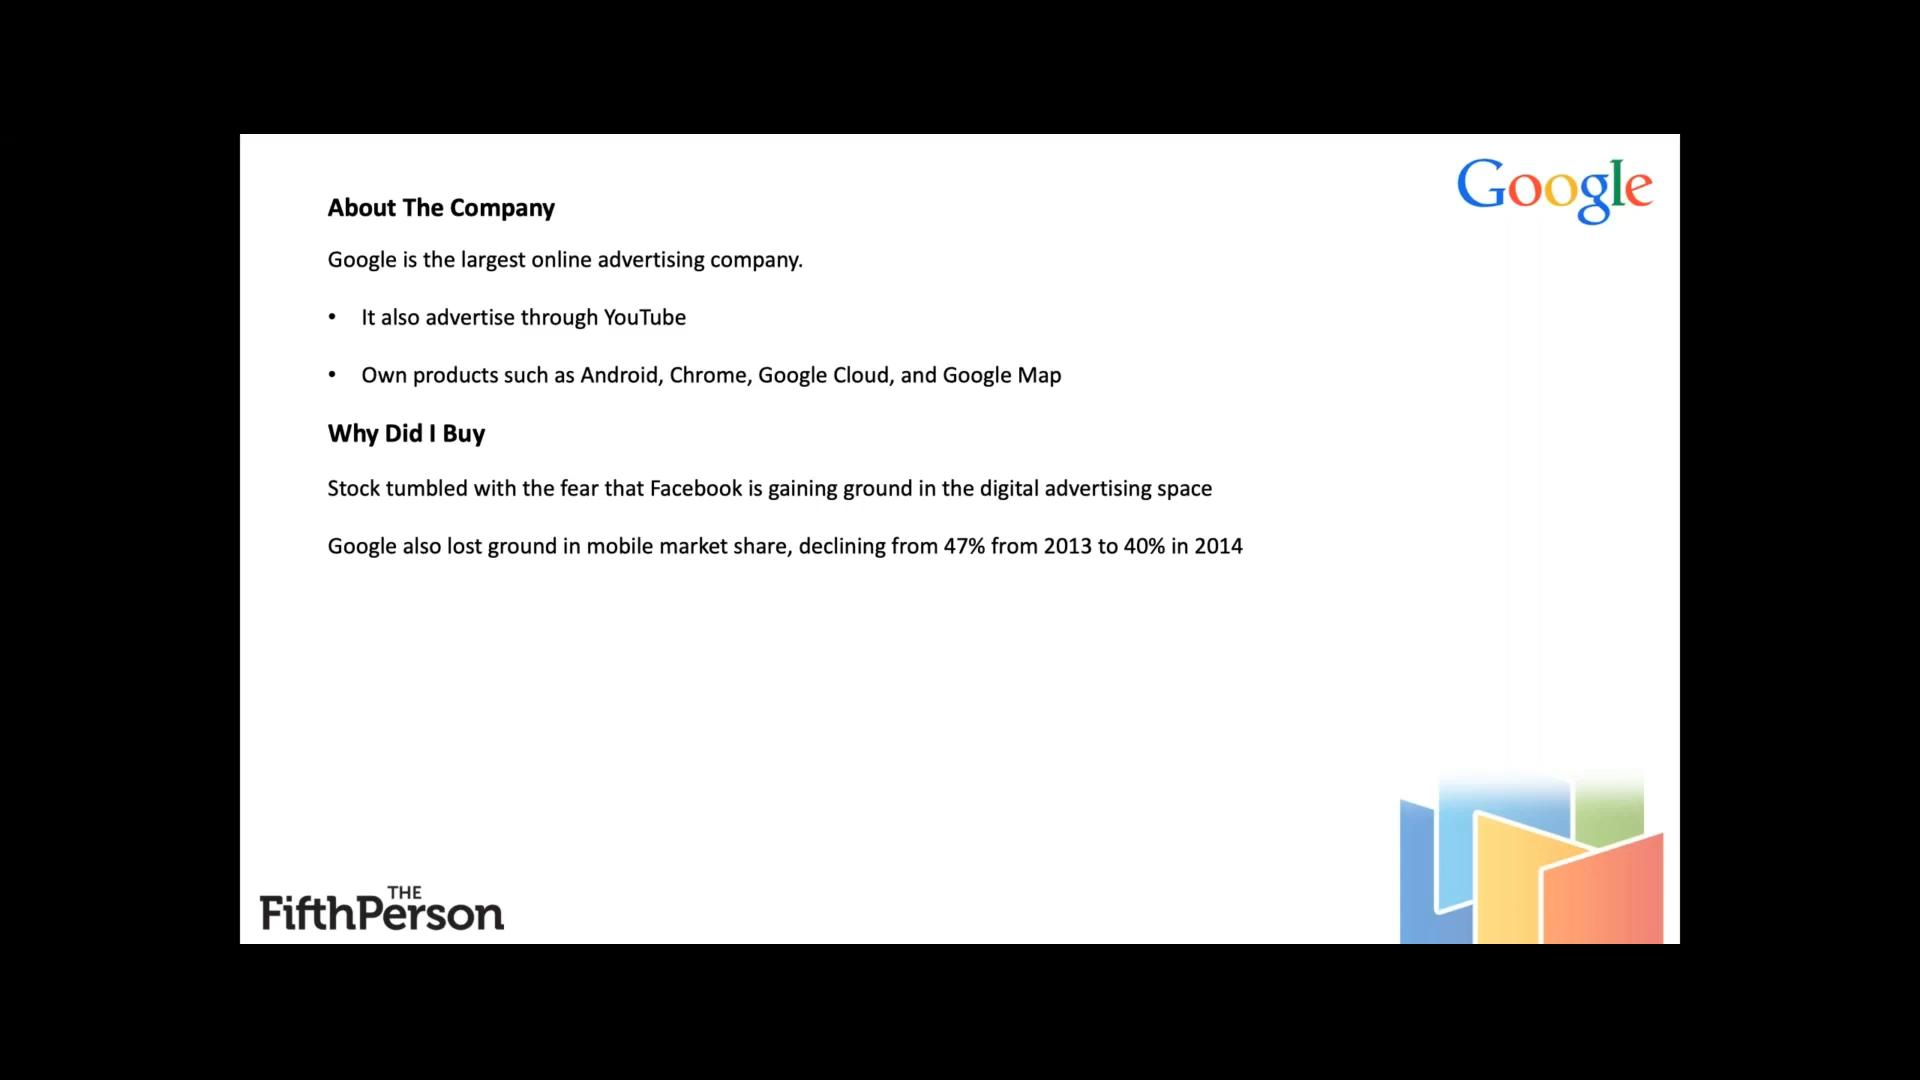 Google
About The Company
Google is the largest online advertising company.
• It also advertise through YouTube
• Own products such as Android, Chrome, Google Cloud, and Google Map
Why Did I Buy
Stock tumbled with the fear that Facebook is gaining ground in the digital advertising space
Google also lost ground in mobile market share, declining from 47% from 2013 to 40% in 2014
THE
FifthPerson